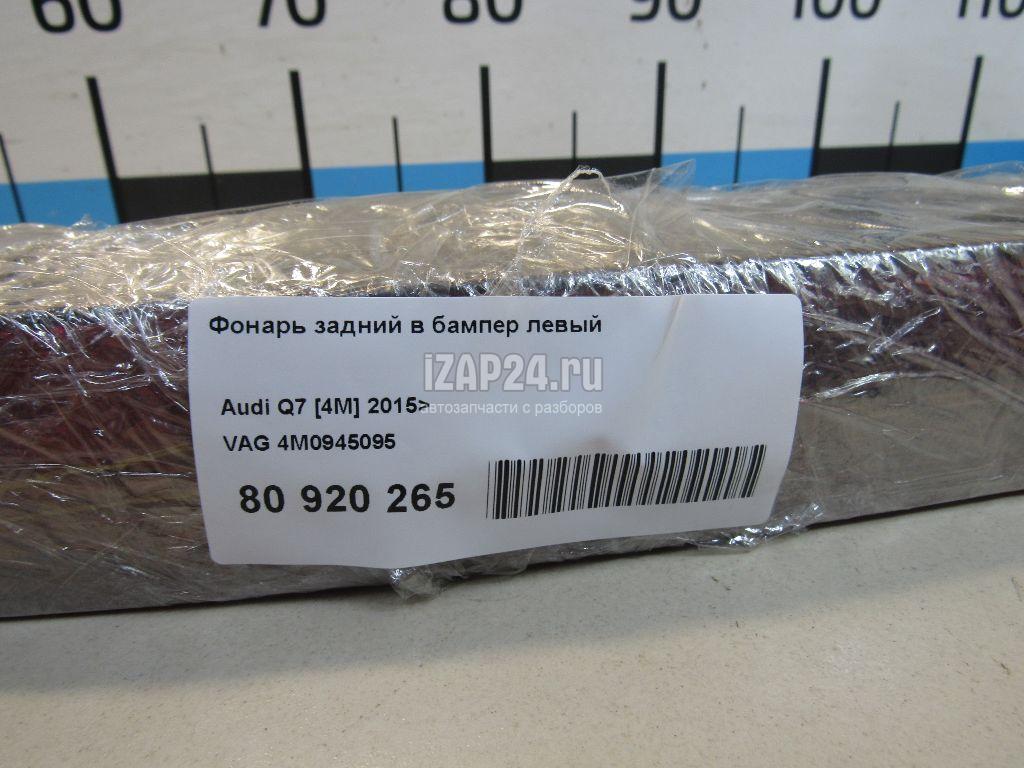 60 70 80 90 100 110
Фонарь задний в бампер левый
iZAP24.ru
Audi Q7 [4M] 2015>
автозапчасти с разборов
VAG 4M0945095
80 920 265